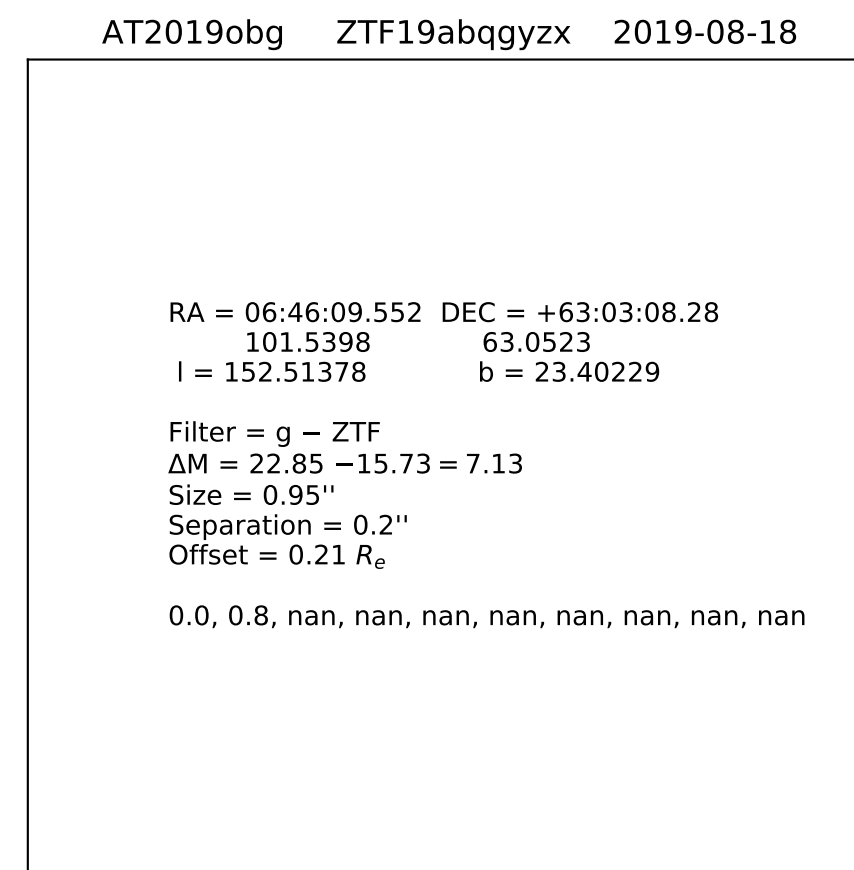 AT2019obg ZTF19abqgyzx 2019-08-18
RA = 06:46:09.552 DEC = +63:03:08.28
101.5398 63.0523
l = 152.51378 b = 23.40229
Filter = g − ZTF
ΔM = 22.85 −15.73 = 7.13
Size = 0.95''
Separation = 0.2''
Offset = 0.21 Re
0.0, 0.8, nan, nan, nan, nan, nan, nan, nan, nan